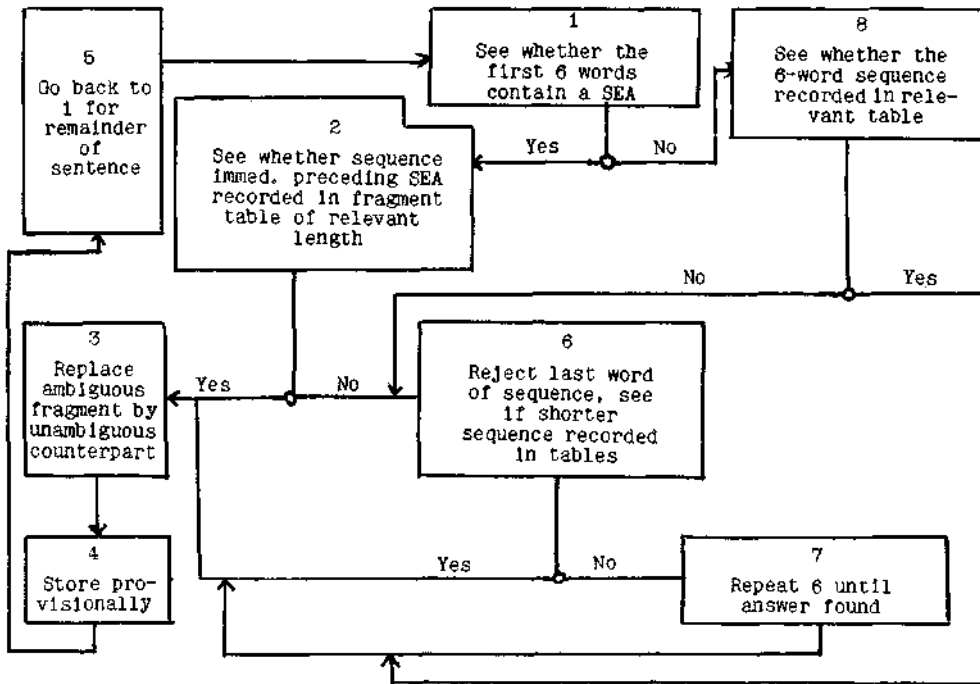 1
See whether the
first 6 words
contain a SEA
8
See whether the
6-word sequence
recorded in rele-
vant table
5
Go back to
1 for
remainder
of
sentence
2
See whether sequence
immed. preceding SEA
recorded in fragment
table of relevant
length
Yes
No
No
Yes
3
Replace
ambiguous
fragment by
unambiguous
counterpart
Yes
No
6
Reject last word
of sequence, see
if shorter
sequence recorded
in tables
4
Store pro-
visionally
Yes
No
7
Repeat 6 until
answer found